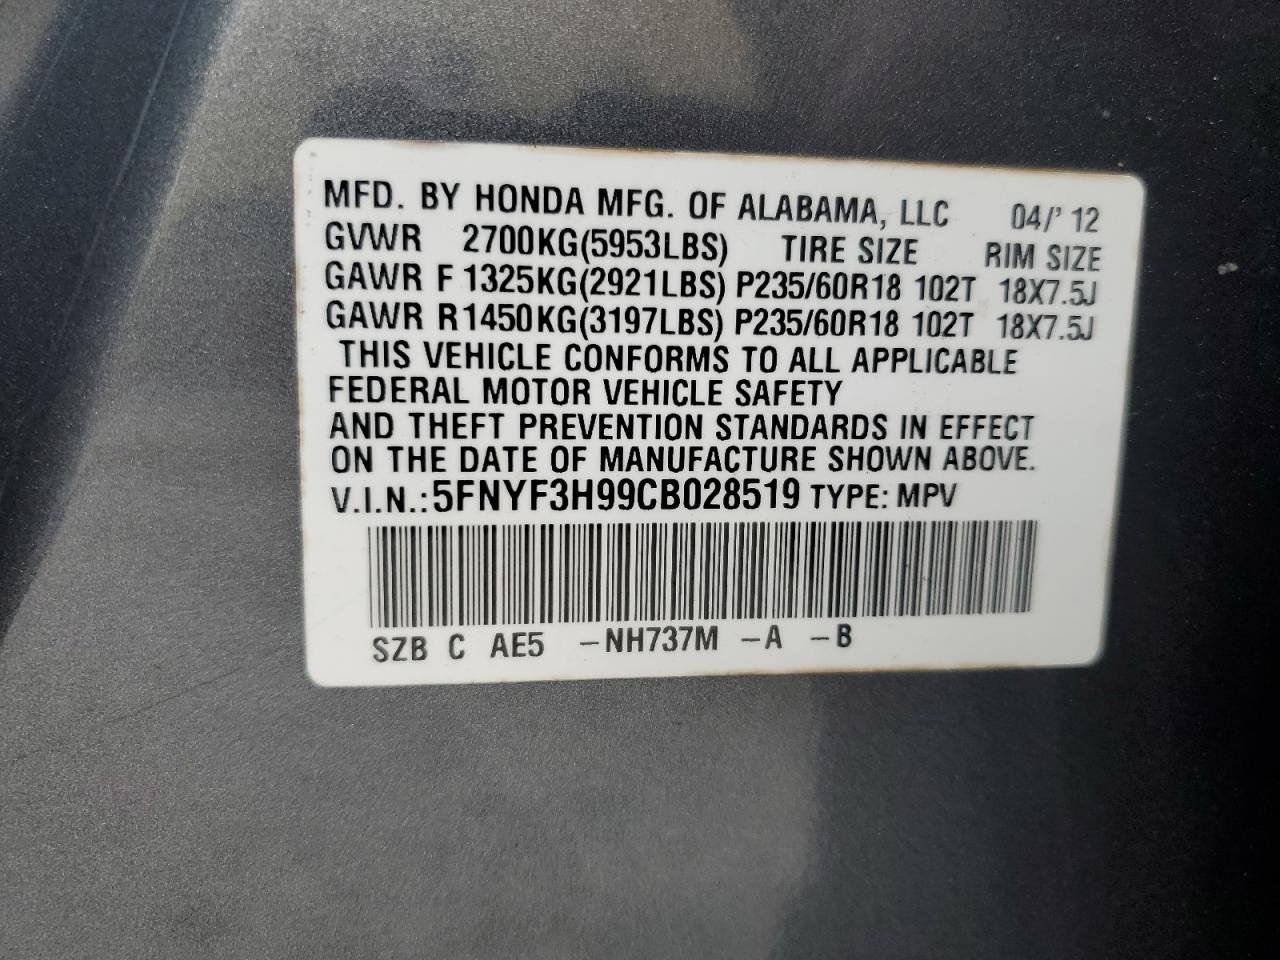 MFD. BY HONDA MFG. OF ALABAMA, LLC 04/'12
GVWR 2700KG(5953LBS) TIRE SIZE RIM SIZE
GAWR F 1325KG(2921LBS) P235/60R18 102T 18X7.5J
GAWR R1450KG(3197LBS) P235/60R18 102T 18X7.5J
THIS VEHICLE CONFORMS TO ALL APPLICABLE
FEDERAL MOTOR VEHICLE SAFETY
AND THEFT PREVENTION STANDARDS IN EFFECT
ON THE DATE OF MANUFACTURE SHOWN ABOVE.
V.I.N.:5FNYF3H99CB028519 TYPE: MPV
SZB C AE5 -NH737M -A -B